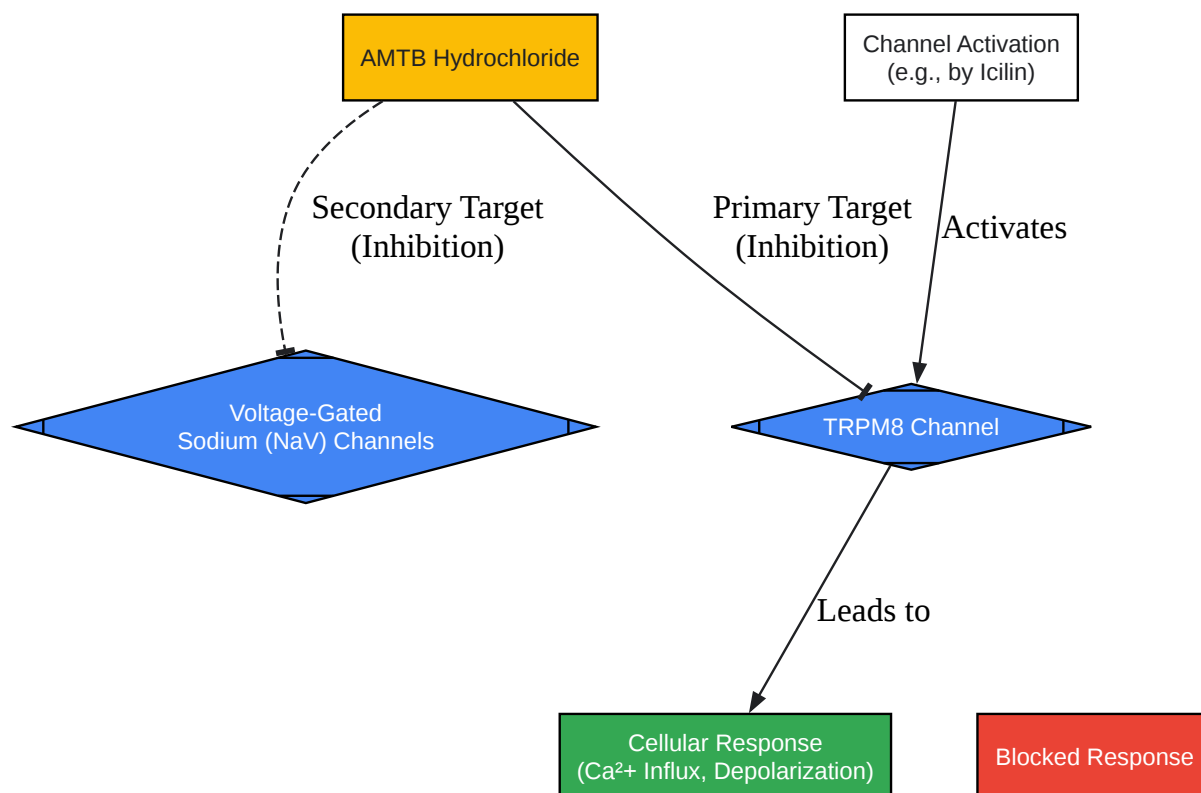 AMTB Hydrochloride
Channel Activation
(e.g., by Icilin)
Secondary Target
(Inhibition)
Primary Target
(Inhibition)
Activates
Voltage-Gated
Sodium (NaV) Channels
TRPM8 Channel
Leads to
Cellular Response
(Ca²+ Influx, Depolarization)
Blocked Response